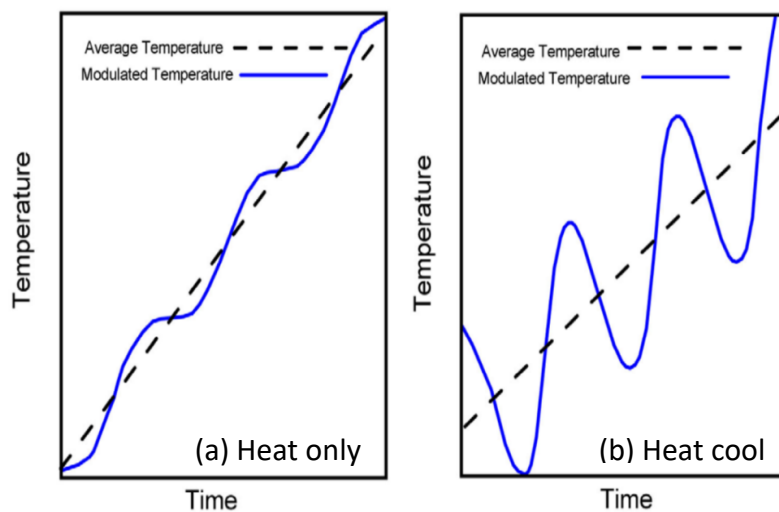 Average Temperature
Modulated Temperature
Temperature
(a) Heat only
Time
Average Temperature
Modulated Temperature
Temperature
(b) Heat cool
Time